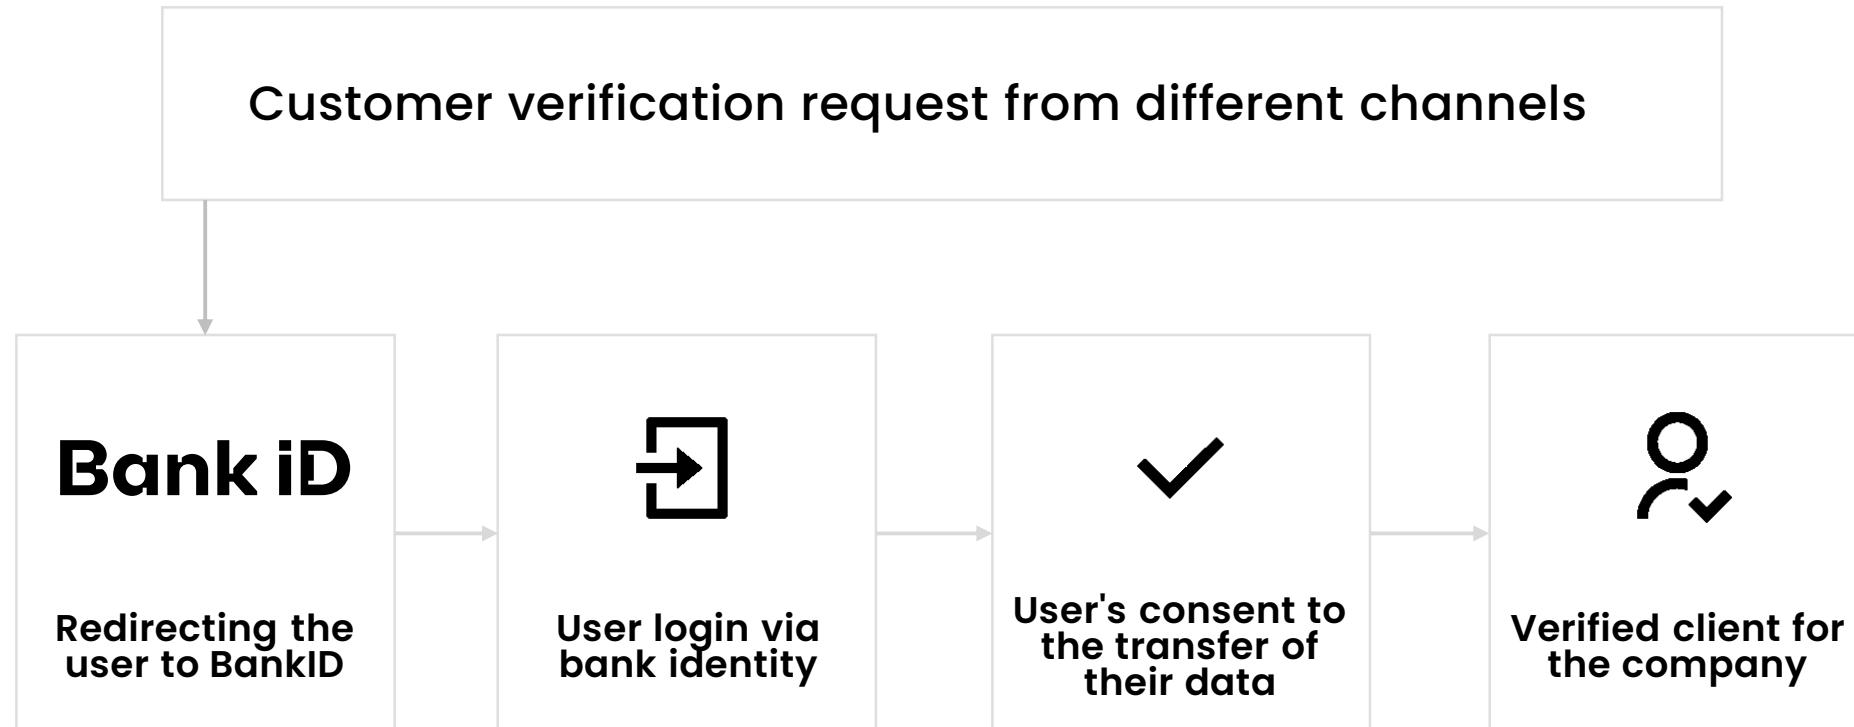 Customer verification request from different channels
Bank iD
Redirecting the
user to BankID
User login via
bank identity
User's consent to
the transfer of
their data
Verified client for
the company